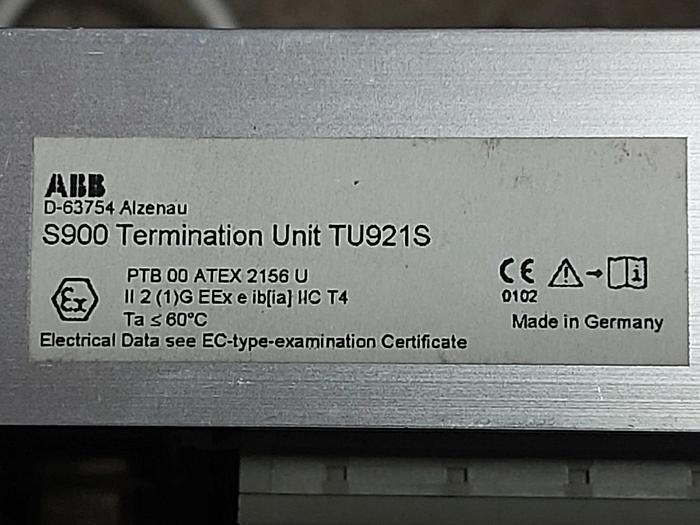 ABB
D-63754 Alzenau
S900 Termination Unit TU921S
Ex
PTB 00 ATEX 2156 U
II 2 (1)G EEx e ib[ia] IIC T4
Ta ≤ 60°C
Electrical Data see EC-type-examination Certificate
CE
0102
Made in Germany